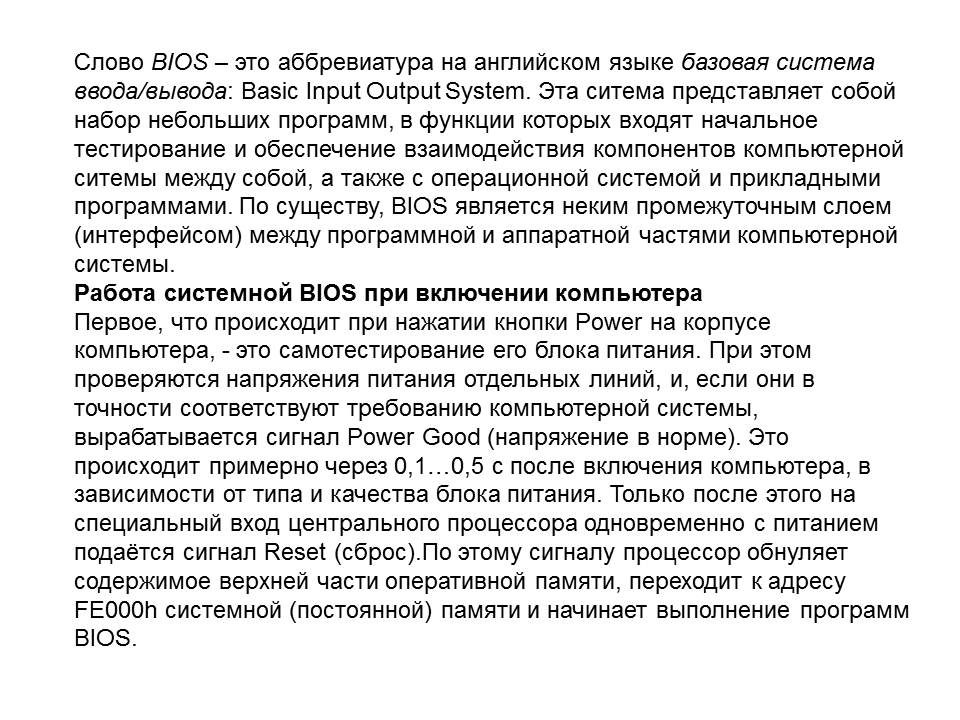 Слово BIOS – это аббревиатура на английском языке базовая система
ввода/вывода: Basic Input Output System. Эта ситема представляет собой
набор небольших программ, в функции которых входят начальное
тестирование и обеспечение взаимодействия компонентов компьютерной
ситемы между собой, а также с операционной системой и прикладными
программами. По существу, BIOS является неким промежуточным слоем
(интерфейсом) между программной и аппаратной частями компьютерной
системы.
Работа системной BIOS при включении компьютера
Первое, что происходит при нажатии кнопки Power на корпусе
компьютера, - это самотестирование его блока питания. При этом
проверяются напряжения питания отдельных линий, и, если они в
точности соответствуют требованию компьютерной системы,
вырабатывается сигнал Power Good (напряжение в норме). Это
происходит примерно через 0,1…0,5 с после включения компьютера, в
зависимости от типа и качества блока питания. Только после этого на
специальный вход центрального процессора одновременно с питанием
подаётся сигнал Reset (сброс).По этому сигналу процессор обнуляет
содержимое верхней части оперативной памяти, переходит к адресу
FE000h системной (постоянной) памяти и начинает выполнение программ
BIOS.